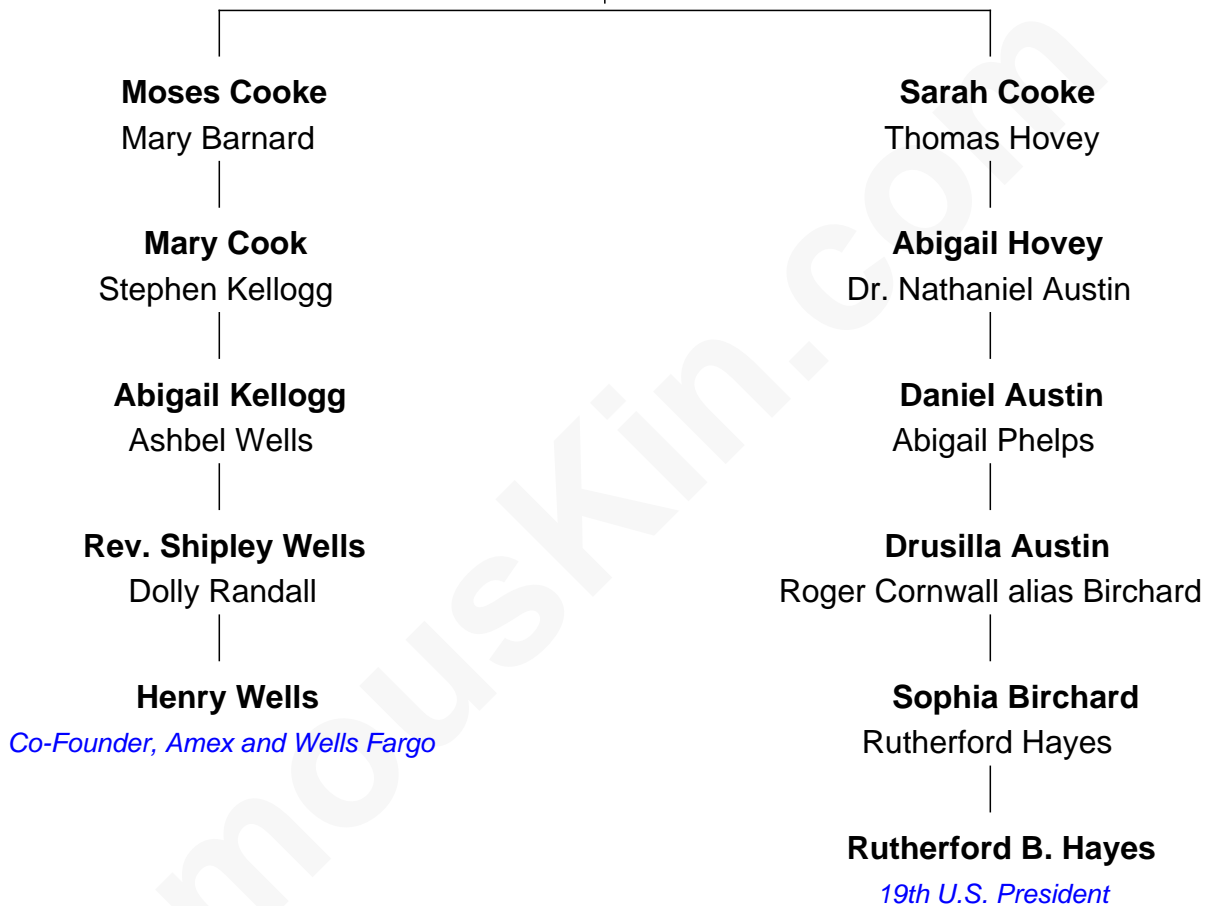 Moses Cooke
Mary Barnard
Mary Cook
Stephen Kellogg
Abigail Kellogg
Ashbel Wells
Rev. Shipley Wells
Dolly Randall
Henry Wells
Co-Founder, Amex and Wells Fargo
Sarah Cooke
Thomas Hovey
Abigail Hovey
Dr. Nathaniel Austin
Daniel Austin
Abigail Phelps
Drusilla Austin
Roger Cornwall alias Birchard
Sophia Birchard
Rutherford Hayes
Rutherford B. Hayes
19th U.S. President
mousKin.com